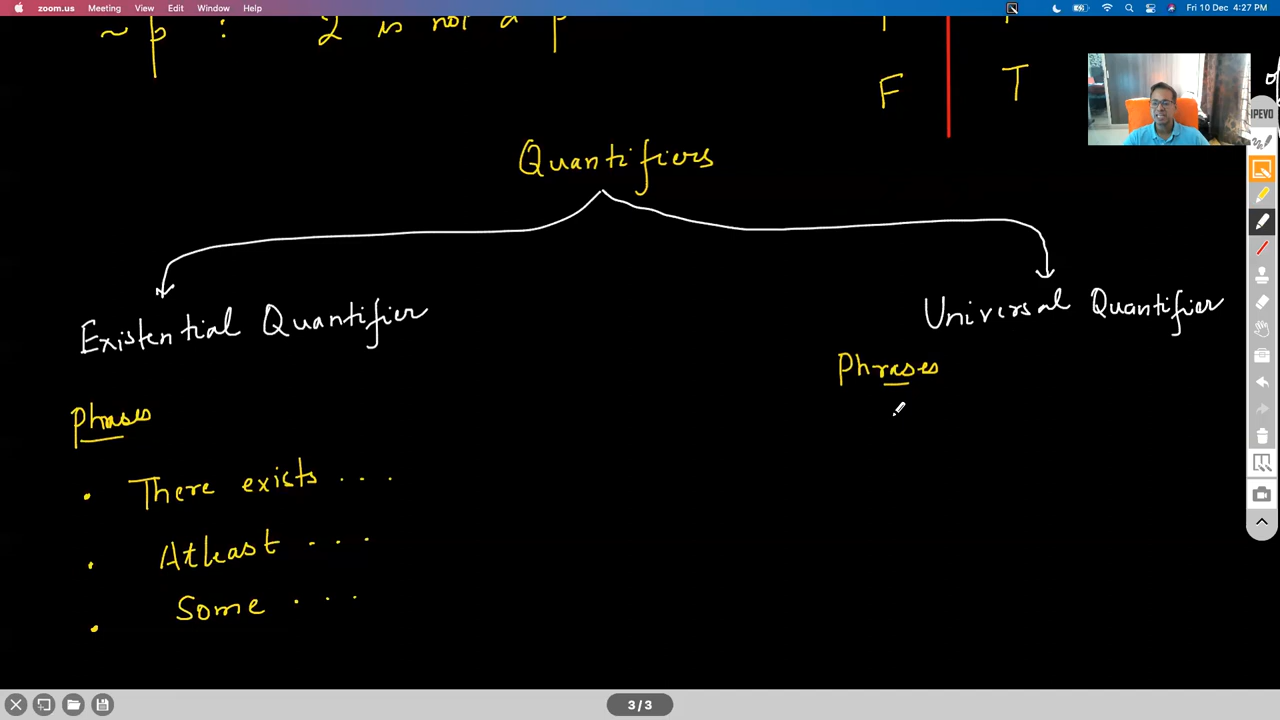 zoom.us Meeting View Edit Window Help Fri 10 Dec 4:27 PM
~ p : 2 is not a p
F T
IPEVO
Quantifiers
Existential Quantifier
Universal Quantifier
Phrases
Phrases
• There exists . . .
• Atleast . . .
• Some . . .
3/3